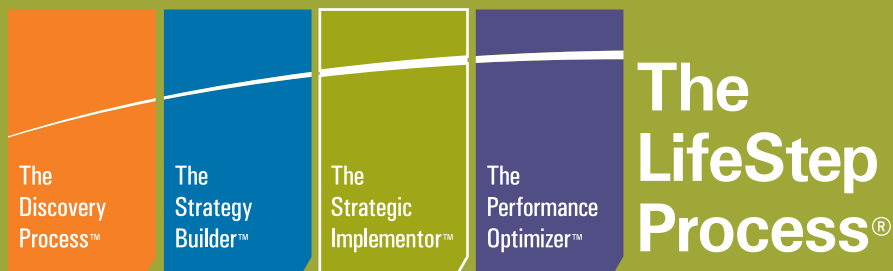 The
Discovery
Process™
The
Strategy
Builder™
The
Strategic
Implementor™
The
Performance
Optimizer™
The
LifeStep
Process®